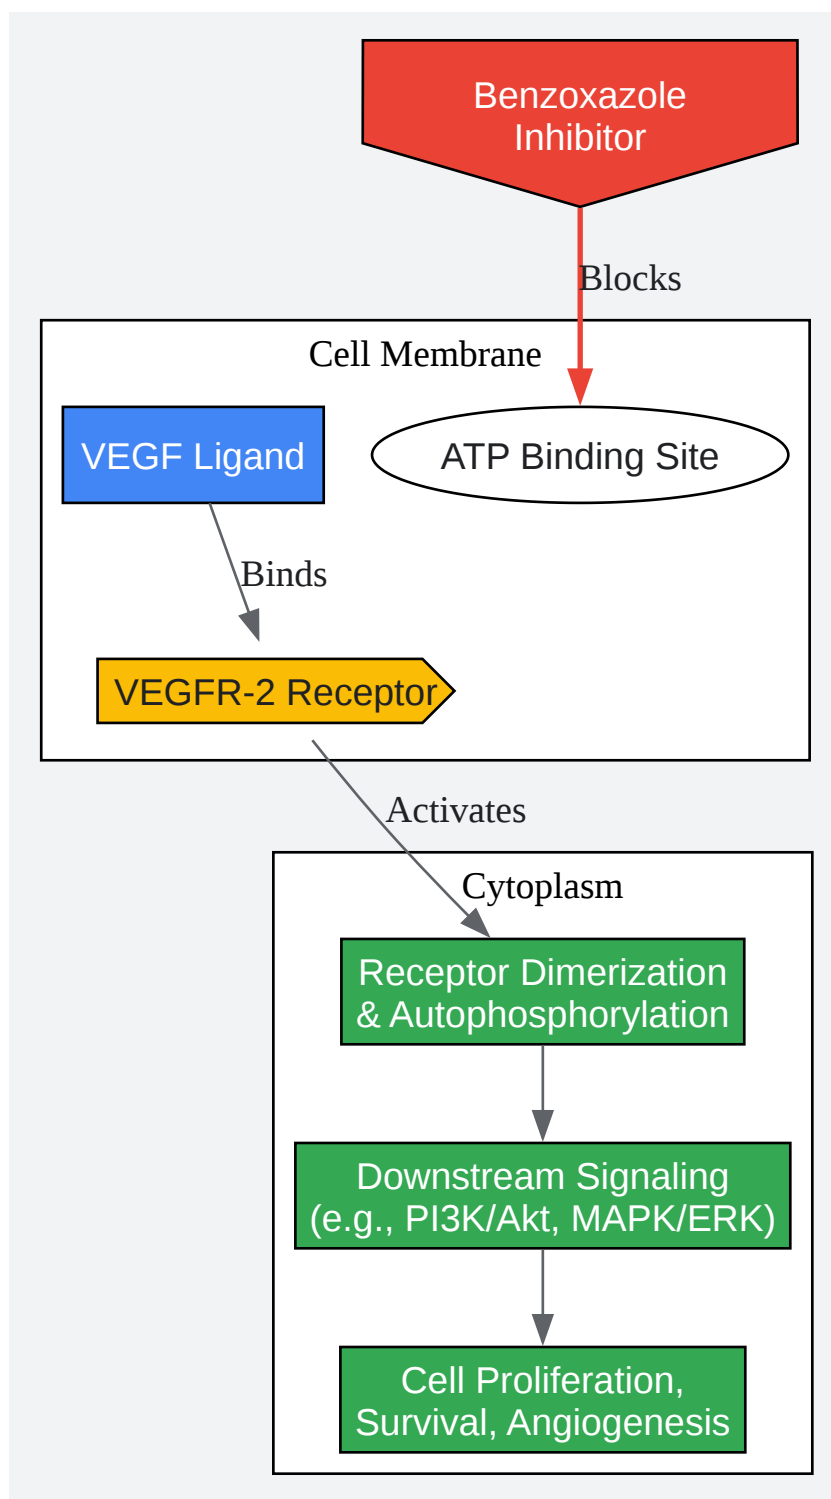 Benzoxazole
Inhibitor
Blocks
Cell Membrane
VEGF Ligand
ATP Binding Site
Binds
VEGFR-2 Receptor
Activates
Cytoplasm
Receptor Dimerization
& Autophosphorylation
Downstream Signaling
(e.g., PI3K/Akt, MAPK/ERK)
Cell Proliferation,
Survival, Angiogenesis